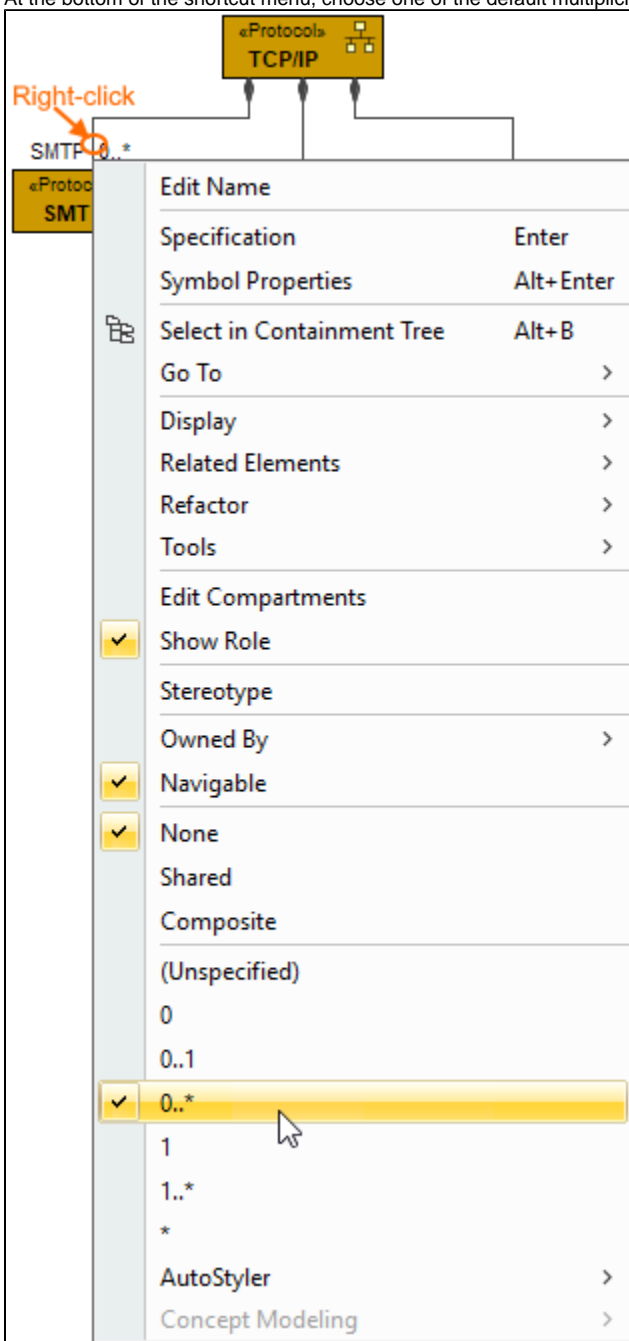 At the bottom of the shortcut menu, choose one of the default multiplici
«Protocol»
TCP/IP
Right-click
SMTP 0..*
«Protoc
SMT
Edit Name
Specification Enter
Symbol Properties Alt+Enter
Select in Containment Tree Alt+B
Go To >
Display >
Related Elements >
Refactor >
Tools >
Edit Compartments
Show Role
Stereotype
Owned By >
Navigable
None
Shared
Composite
(Unspecified)
0
0..1
0..*
1
1..*
*
AutoStyler >
Concept Modeling >